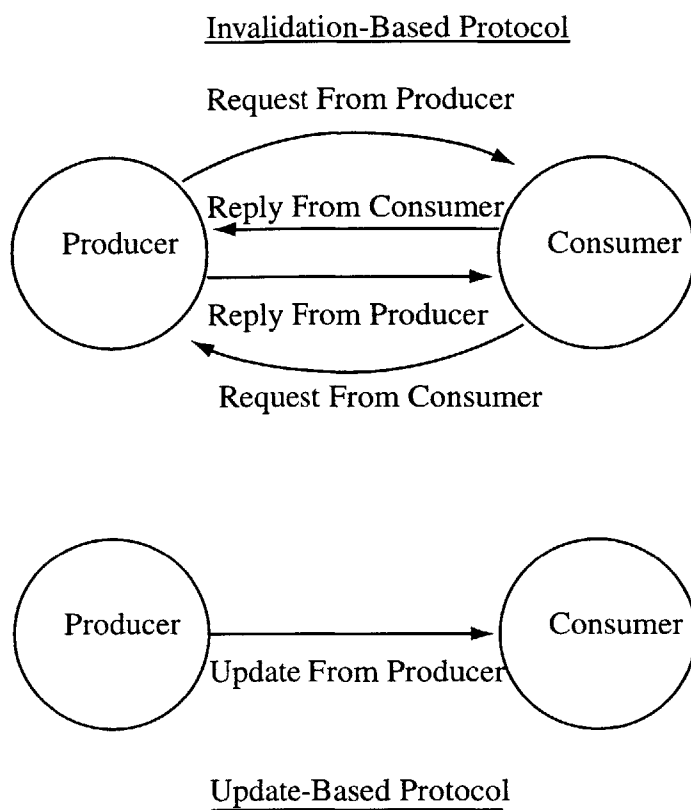 Invalidation-Based Protocol
Request From Producer
Reply From Consumer
Producer
Consumer
Reply From Producer
Request From Consumer
Producer
Consumer
Update From Producer
Update-Based Protocol